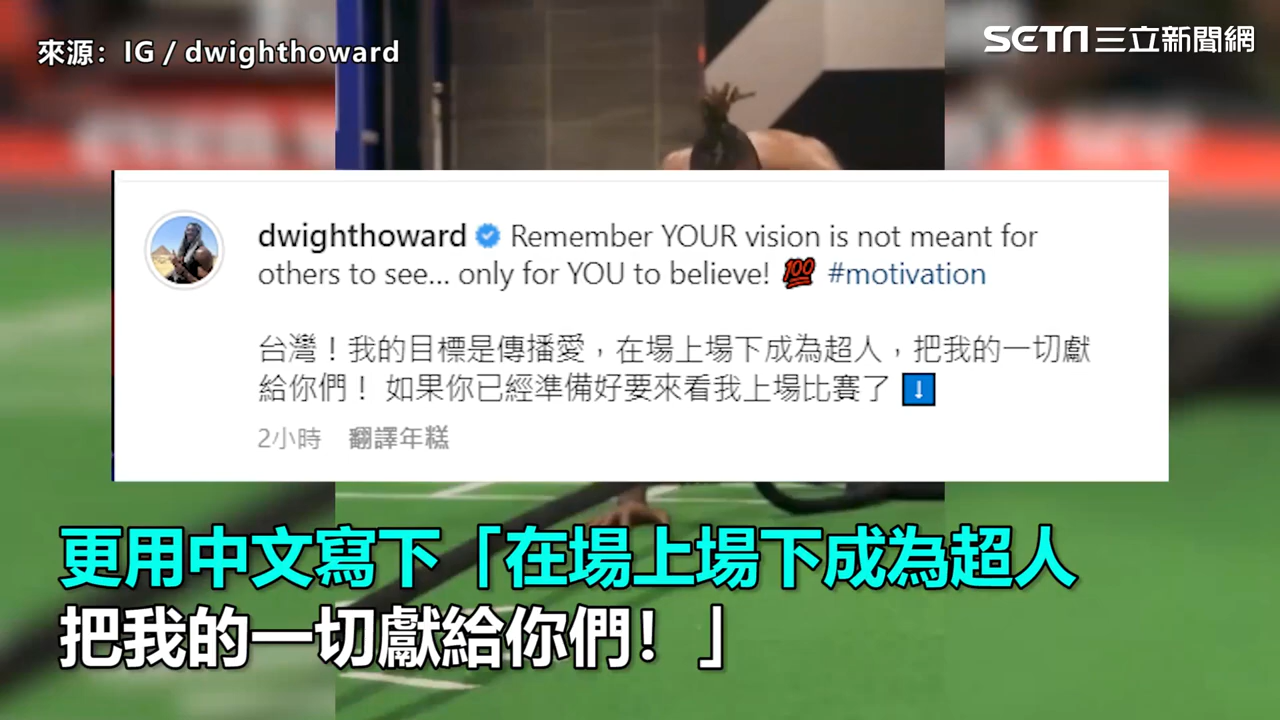 來源：IG / dwighthoward
SETN三立新聞網
dwighthoward Remember YOUR vision is not meant for
others to see... only for YOU to believe! 💯 #motivation
台灣！我的目標是傳播愛，在場上場下成為超人，把我的一切獻
給你們！ 如果你已經準備好要來看我上場比賽了 ⬇️
2小時 翻譯年糕
更用中文寫下「在場上場下成為超人
把我的一切獻給你們！」